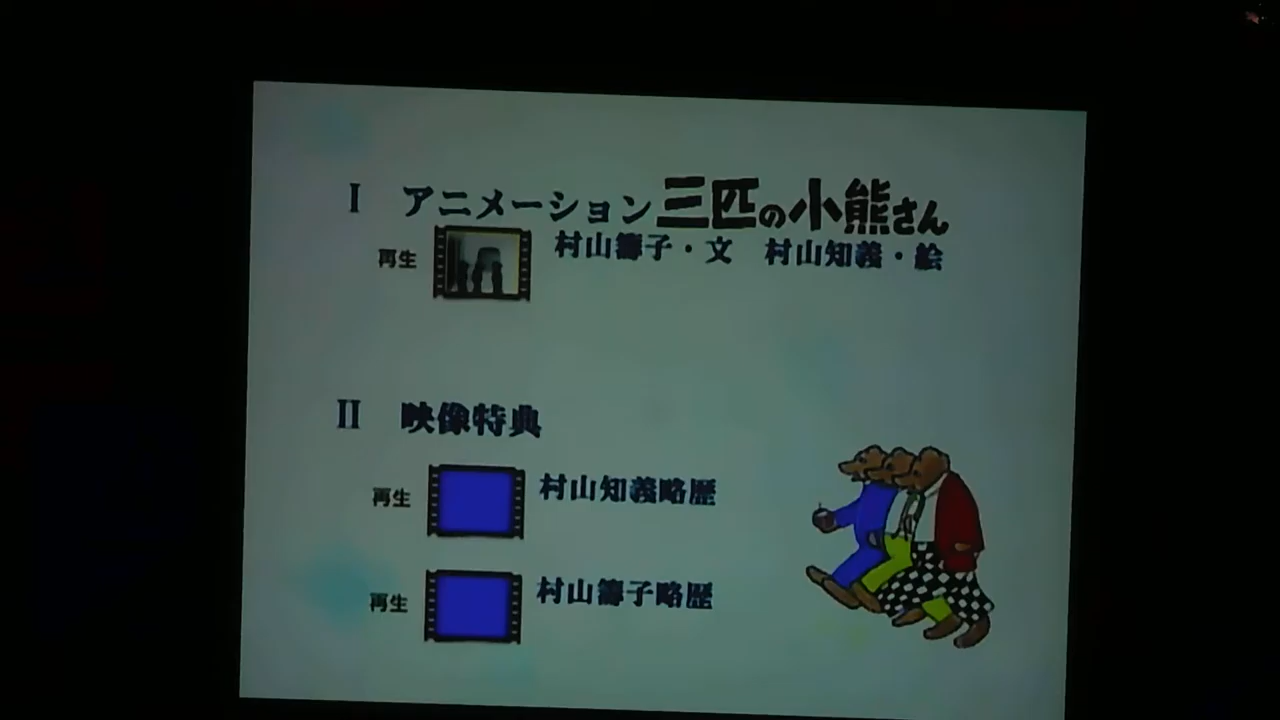 I アニメーション三匹の小熊さん
再生 村山籌子・文 村山知義・絵
II 映像特典
再生 村山知義略歴
再生 村山籌子略歴